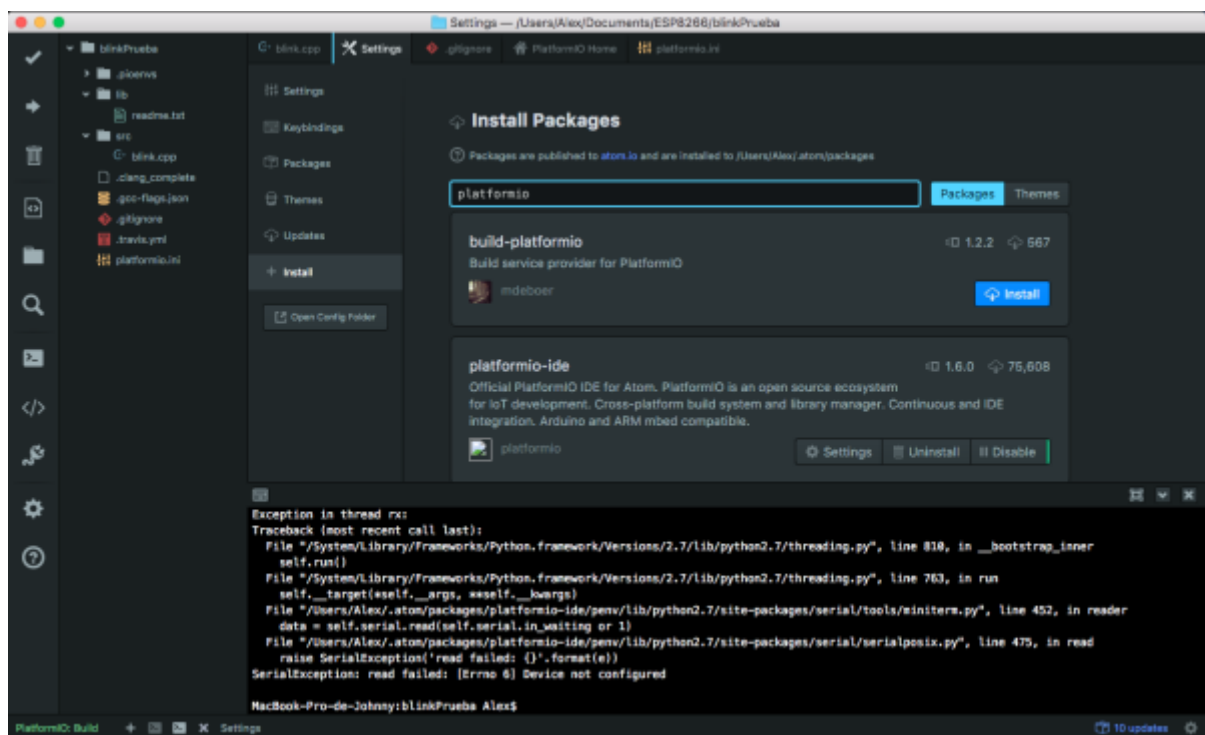 Settings — /Users/Alex/Documents/ESP8266/blinkPrueba
blinkPrueba
.pioenvs
lib
readme.txt
src
blink.cpp
.clang_complete
.gcc-flags.json
.gitignore
.travis.yml
platformio.ini
blink.cpp
Settings
.gitignore
PlatformIO Home
platformio.ini
Settings
Keybindings
Packages
Themes
Updates
Install
Open Config Folder
Install Packages
Packages are published to atom.io and are installed to /Users/Alex/.atom/packages
platformio
Packages Themes
build-platformio 1.2.2 567
Build service provider for PlatformIO
mdeboer
Install
platformio-ide 1.6.0 75,608
Official PlatformIO IDE for Atom. PlatformIO is an open source ecosystem
for IoT development. Cross-platform build system and library manager. Continuous and IDE
integration. Arduino and ARM mbed compatible.
platformio
Settings Uninstall Disable
Exception in thread rx:
Traceback (most recent call last):
File "/System/Library/Frameworks/Python.framework/Versions/2.7/lib/python2.7/threading.py", line 810, in __bootstrap_inner
self.run()
File "/System/Library/Frameworks/Python.framework/Versions/2.7/lib/python2.7/threading.py", line 763, in run
self.__target(*self.__args, **self.__kwargs)
File "/Users/Alex/.atom/packages/platformio-ide/penv/lib/python2.7/site-packages/serial/tools/miniterm.py", line 452, in reader
data = self.serial.read(self.serial.in_waiting or 1)
File "/Users/Alex/.atom/packages/platformio-ide/penv/lib/python2.7/site-packages/serial/serialposix.py", line 475, in read
raise SerialException('read failed: {}'.format(e))
SerialException: read failed: [Errno 6] Device not configured
MacBook-Pro-de-Johnny:blinkPrueba Alex$
PlatformIO: Build
Settings
10 updates